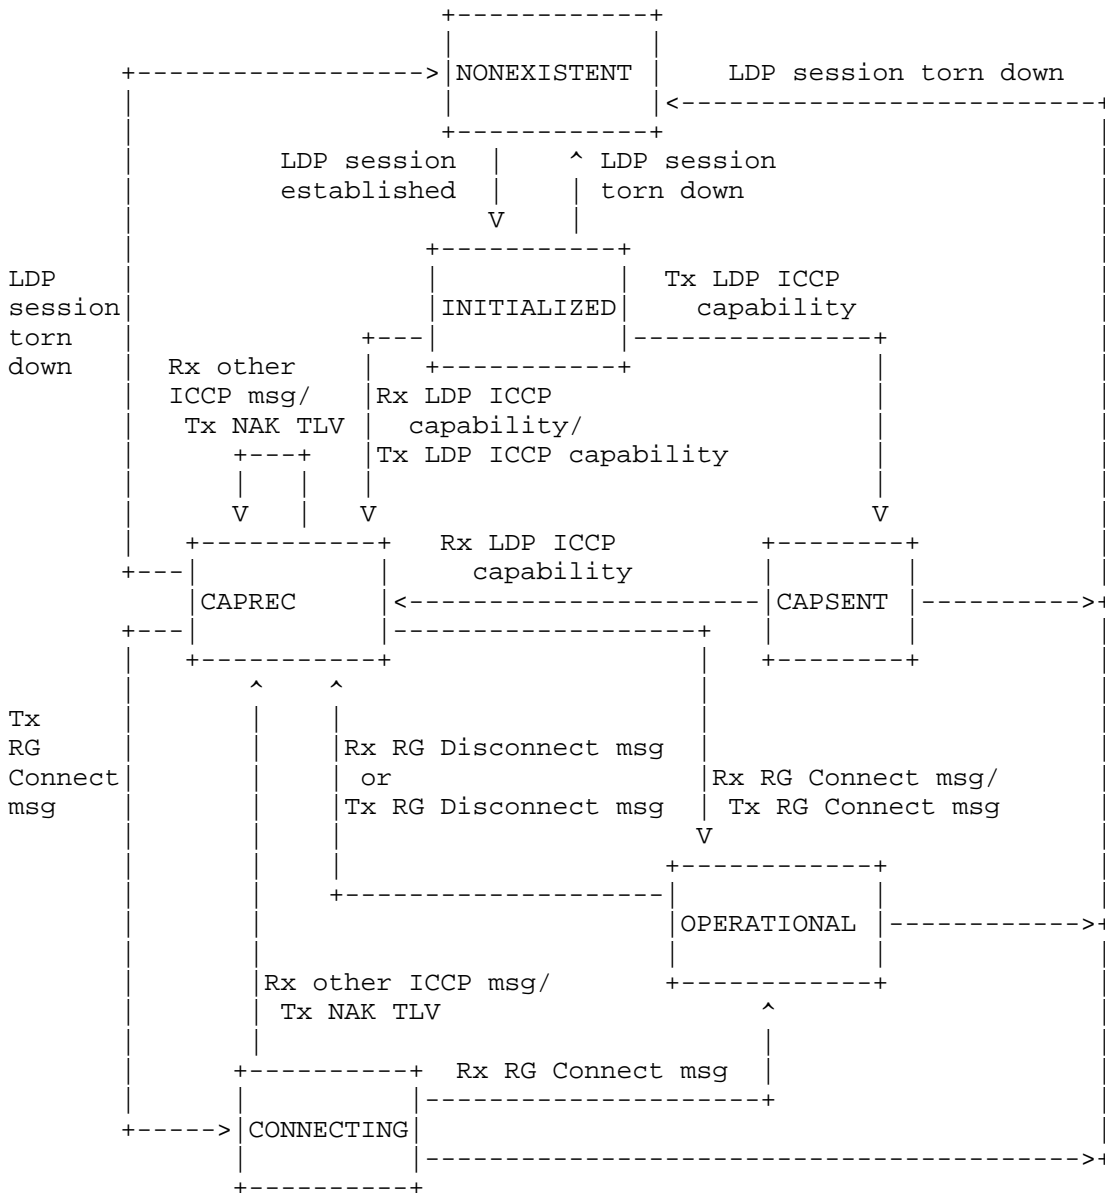 NONEXISTENT
LDP session torn down
LDP session
established
LDP session
torn down
LDP
session
torn
down
INITIALIZED
Tx LDP ICCP
capability
Rx other
ICCP msg/
Tx NAK TLV
Rx LDP ICCP
capability/
Tx LDP ICCP capability
Rx LDP ICCP
capability
CAPREC
CAPSENT
Tx
RG
Connect
msg
Rx RG Disconnect msg
or
Tx RG Disconnect msg
Rx RG Connect msg/
Tx RG Connect msg
OPERATIONAL
Rx other ICCP msg/
Tx NAK TLV
Rx RG Connect msg
CONNECTING